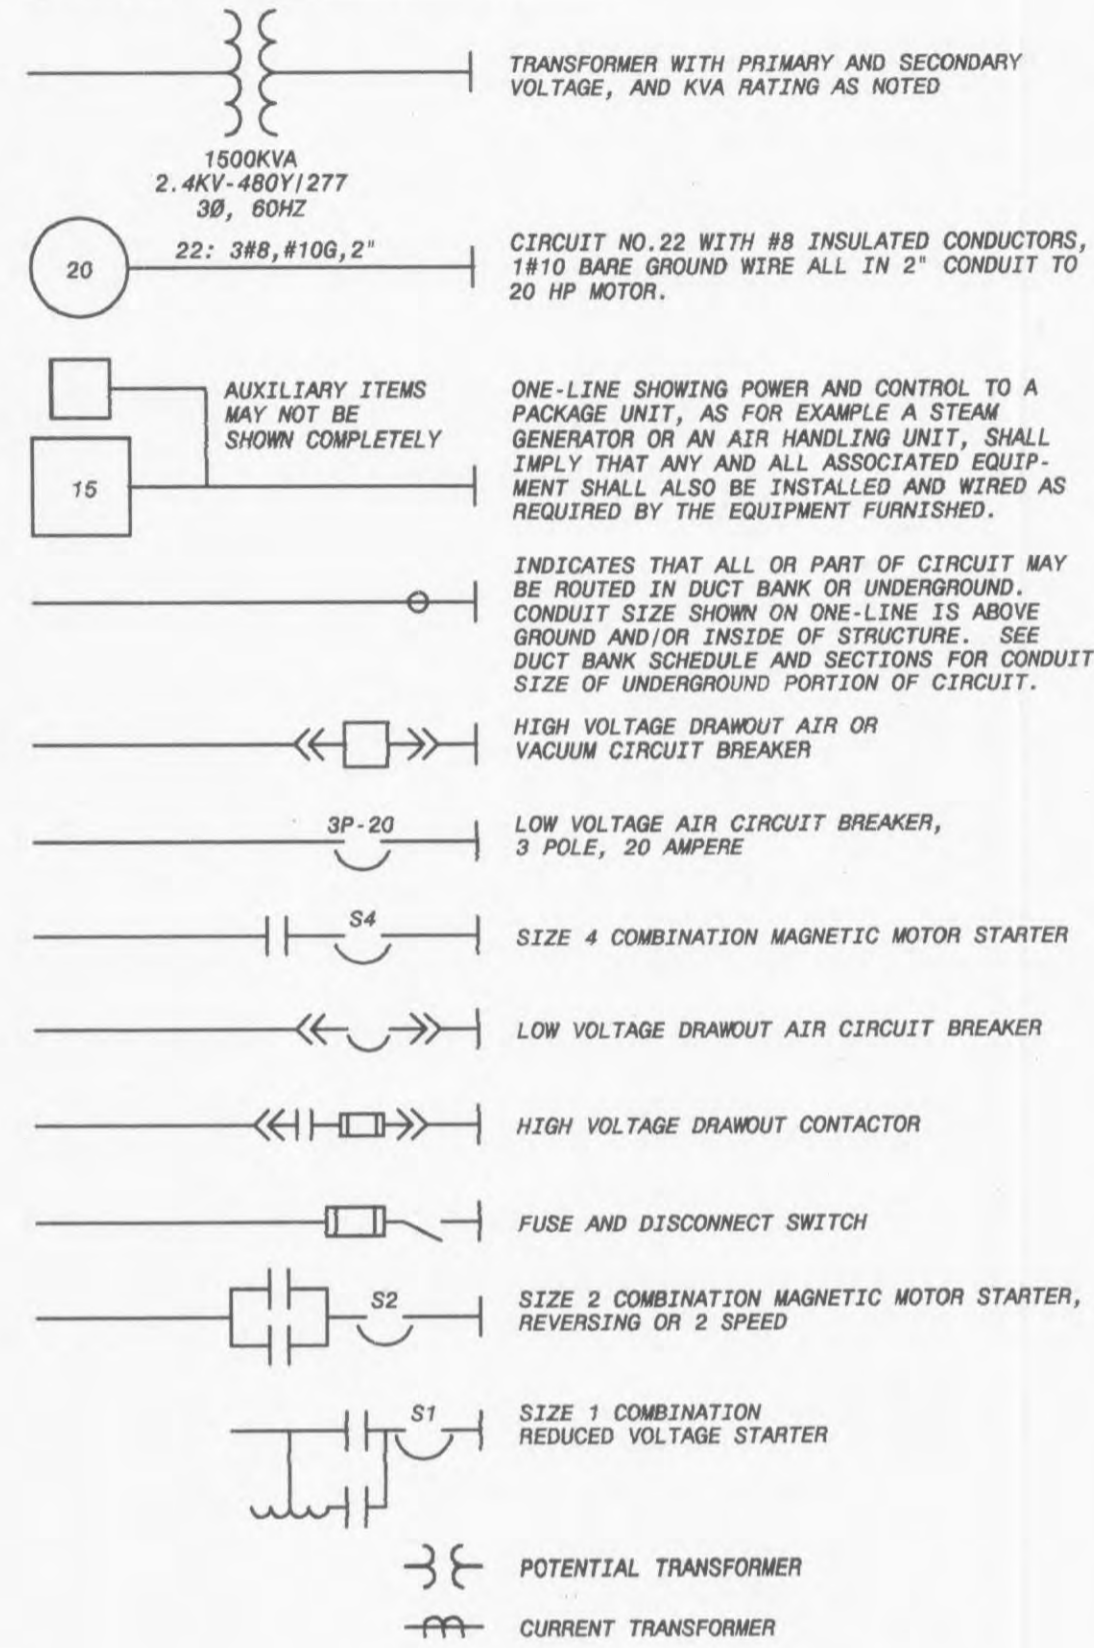 TRANSFORMER WITH PRIMARY AND SECONDARY
VOLTAGE, AND KVA RATING AS NOTED
1500KVA
2.4KV-480Y/277
3Ø, 60HZ
20
22: 3#8,#10G,2"
CIRCUIT NO.22 WITH #8 INSULATED CONDUCTORS,
1#10 BARE GROUND WIRE ALL IN 2" CONDUIT TO
20 HP MOTOR.
AUXILIARY ITEMS
MAY NOT BE
SHOWN COMPLETELY
15
ONE-LINE SHOWING POWER AND CONTROL TO A
PACKAGE UNIT, AS FOR EXAMPLE A STEAM
GENERATOR OR AN AIR HANDLING UNIT, SHALL
IMPLY THAT ANY AND ALL ASSOCIATED EQUIP-
MENT SHALL ALSO BE INSTALLED AND WIRED AS
REQUIRED BY THE EQUIPMENT FURNISHED.
INDICATES THAT ALL OR PART OF CIRCUIT MAY
BE ROUTED IN DUCT BANK OR UNDERGROUND.
CONDUIT SIZE SHOWN ON ONE-LINE IS ABOVE
GROUND AND/OR INSIDE OF STRUCTURE. SEE
DUCT BANK SCHEDULE AND SECTIONS FOR CONDUIT
SIZE OF UNDERGROUND PORTION OF CIRCUIT.
HIGH VOLTAGE DRAWOUT AIR OR
VACUUM CIRCUIT BREAKER
3P-20
LOW VOLTAGE AIR CIRCUIT BREAKER,
3 POLE, 20 AMPERE
S4
SIZE 4 COMBINATION MAGNETIC MOTOR STARTER
LOW VOLTAGE DRAWOUT AIR CIRCUIT BREAKER
HIGH VOLTAGE DRAWOUT CONTACTOR
FUSE AND DISCONNECT SWITCH
S2
SIZE 2 COMBINATION MAGNETIC MOTOR STARTER,
REVERSING OR 2 SPEED
S1
SIZE 1 COMBINATION
REDUCED VOLTAGE STARTER
POTENTIAL TRANSFORMER
CURRENT TRANSFORMER